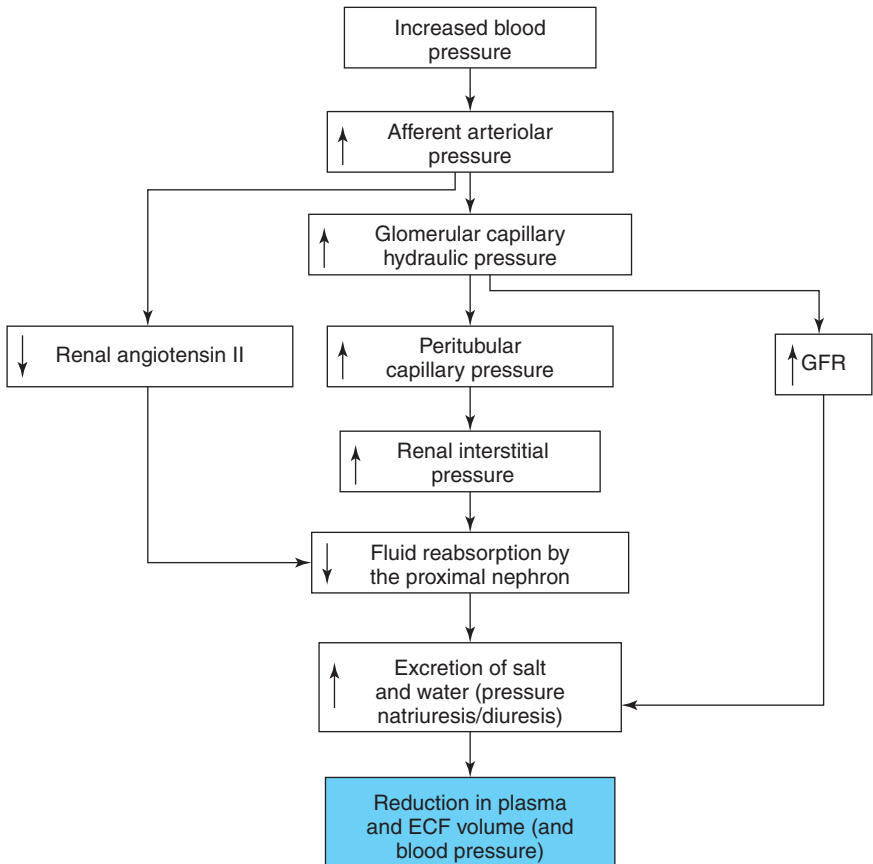 Increased blood
pressure
Afferent arteriolar
pressure
Glomerular capillary
hydraulic pressure
Renal angiotensin II
Peritubular
capillary pressure
GFR
Renal interstitial
pressure
Fluid reabsorption by
the proximal nephron
Excretion of salt
and water (pressure
natriuresis/diuresis)
Reduction in plasma
and ECF volume (and
blood pressure)